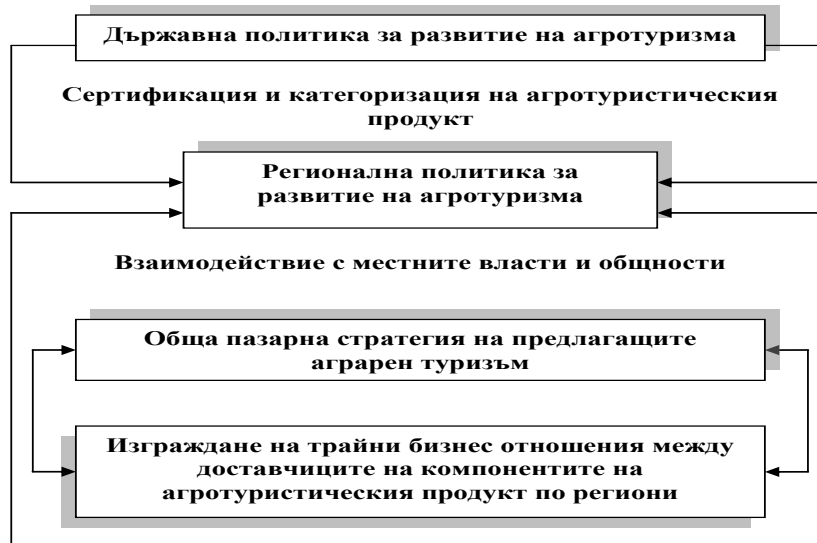 Държавна политика за развитие на агротуризма
Сертификация и категоризация на агротуристическия
продукт
Регионална политика за
развитие на агротуризма
Взаимодействие с местните власти и общности
Обща пазарна стратегия на предлагащите
аграрен туризъм
Изграждане на трайни бизнес отношения между
доставчиците на компонентите на
агротуристическия продукт по региони